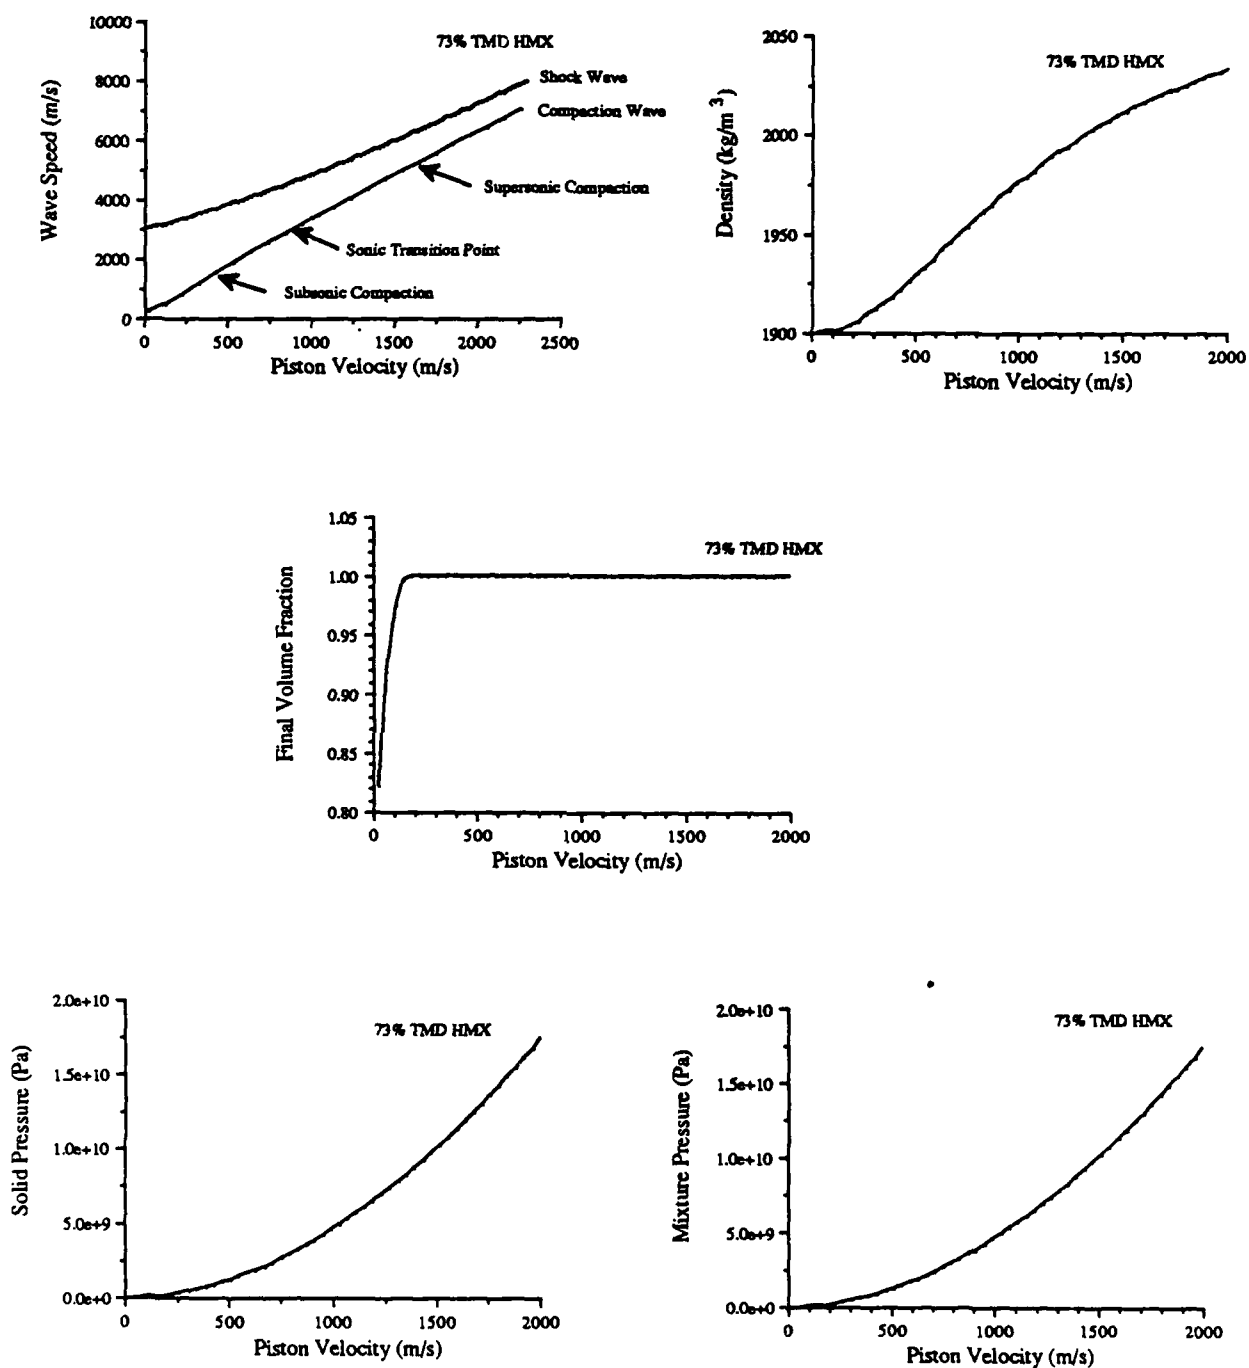 10000
8000
6000
4000
2000
0
Wave Speed (m/s)
73% TMD HMX
Shock Wave
Compaction Wave
Supersonic Compaction
Sonic Transition Point
Subsonic Compaction
0 500 1000 1500 2000 2500
Piston Velocity (m/s)
2050
2000
1950
1900
Density (kg/m 3)
73% TMD HMX
0 500 1000 1500 2000
Piston Velocity (m/s)
1.05
1.00
0.95
0.90
0.85
0.80
Final Volume Fraction
73% TMD HMX
0 500 1000 1500 2000
Piston Velocity (m/s)
2.0e+10
1.5e+10
1.0e+10
5.0e+9
0.0e+0
Solid Pressure (Pa)
73% TMD HMX
0 500 1000 1500 2000
Piston Velocity (m/s)
2.0e+10
1.5e+10
1.0e+10
5.0e+9
0.0e+0
Mixture Pressure (Pa)
73% TMD HMX
0 500 1000 1500 2000
Piston Velocity (m/s)